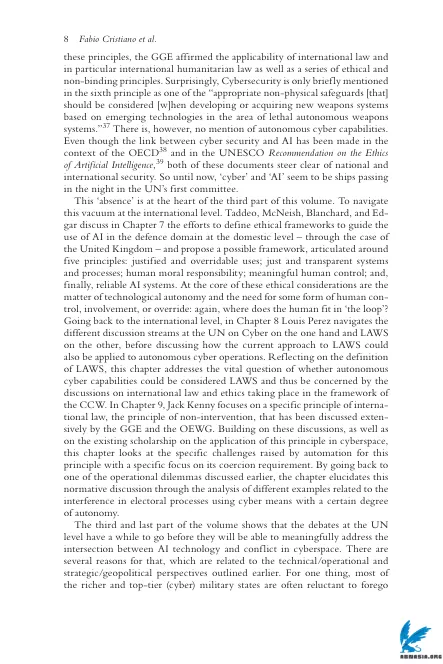 8 Fabio Cristiano et al.
these principles, the GGE affirmed the applicability of international law and
in particular international humanitarian law as well as a series of ethical and
non-binding principles. Surprisingly, Cybersecurity is only briefly mentioned
in the sixth principle as one of the “appropriate non-physical safeguards [that]
should be considered [w]hen developing or acquiring new weapons systems
based on emerging technologies in the area of lethal autonomous weapons
systems.”37 There is, however, no mention of autonomous cyber capabilities.
Even though the link between cyber security and AI has been made in the
context of the OECD38 and in the UNESCO Recommendation on the Ethics
of Artificial Intelligence,39 both of these documents steer clear of national and
international security. So until now, ‘cyber’ and ‘AI’ seem to be ships passing
in the night in the UN’s first committee.
This ‘absence’ is at the heart of the third part of this volume. To navigate
this vacuum at the international level. Taddeo, McNeish, Blanchard, and Ed-
gar discuss in Chapter 7 the efforts to define ethical frameworks to guide the
use of AI in the defence domain at the domestic level – through the case of
the United Kingdom – and propose a possible framework, articulated around
five principles: justified and overridable uses; just and transparent systems
and processes; human moral responsibility; meaningful human control; and,
finally, reliable AI systems. At the core of these ethical considerations are the
matter of technological autonomy and the need for some form of human con-
trol, involvement, or override: again, where does the human fit in ‘the loop’?
Going back to the international level, in Chapter 8 Louis Perez navigates the
different discussion streams at the UN on Cyber on the one hand and LAWS
on the other, before discussing how the current approach to LAWS could
also be applied to autonomous cyber operations. Reflecting on the definition
of LAWS, this chapter addresses the vital question of whether autonomous
cyber capabilities could be considered LAWS and thus be concerned by the
discussions on international law and ethics taking place in the framework of
the CCW. In Chapter 9, Jack Kenny focuses on a specific principle of interna-
tional law, the principle of non-intervention, that has been discussed exten-
sively by the GGE and the OEWG. Building on these discussions, as well as
on the existing scholarship on the application of this principle in cyberspace,
this chapter looks at the specific challenges raised by automation for this
principle with a specific focus on its coercion requirement. By going back to
one of the operational dilemmas discussed earlier, the chapter elucidates this
normative discussion through the analysis of different examples related to the
interference in electoral processes using cyber means with a certain degree
of autonomy.
The third and last part of the volume shows that the debates at the UN
level have a while to go before they will be able to meaningfully address the
intersection between AI technology and conflict in cyberspace. There are
several reasons for that, which are related to the technical/operational and
strategic/geopolitical perspectives outlined earlier. For one thing, most of
the richer and top-tier (cyber) military states are often reluctant to forego